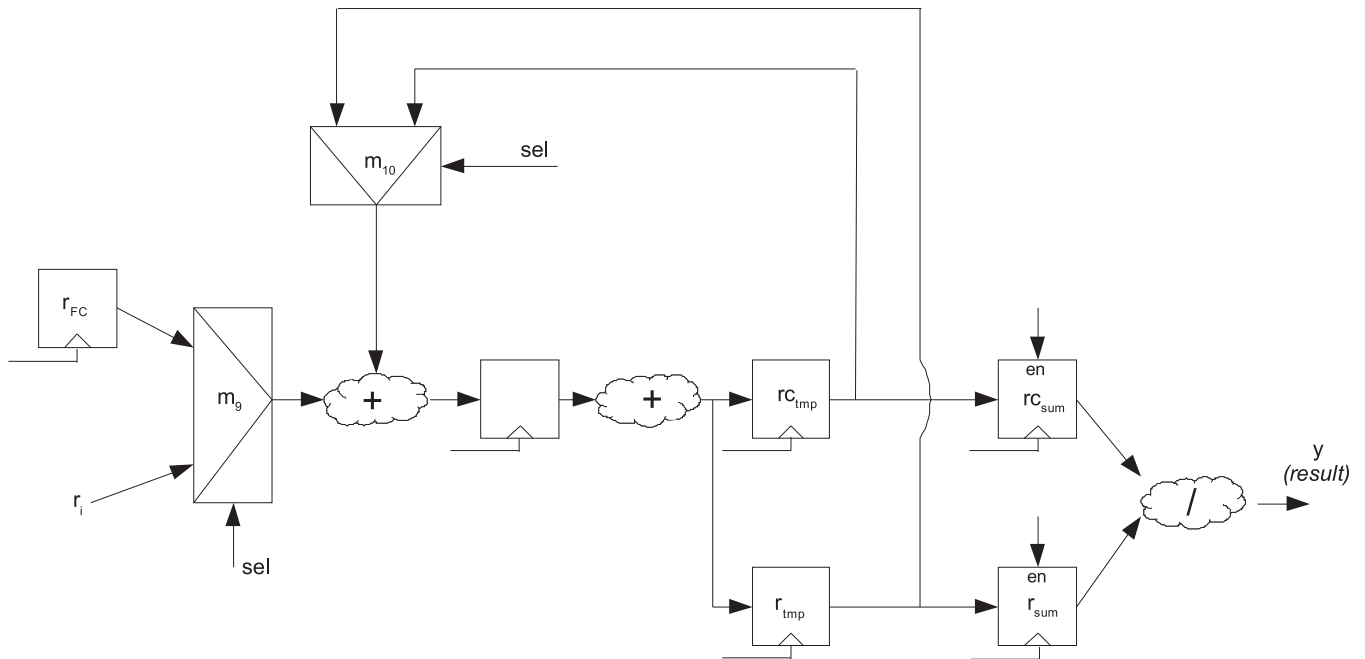 sel
m10
rFC
m9
+
+
rctmp
en
rcsum
y
(result)
/
ri
sel
rtmp
en
rsum